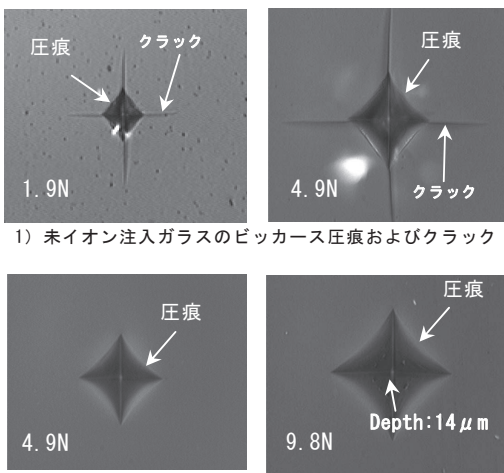 圧痕
クラック
1.9N
圧痕
クラック
4.9N
1) 未イオン注入ガラスのビッカース圧痕およびクラック
圧痕
4.9N
圧痕
Depth:14μm
9.8N